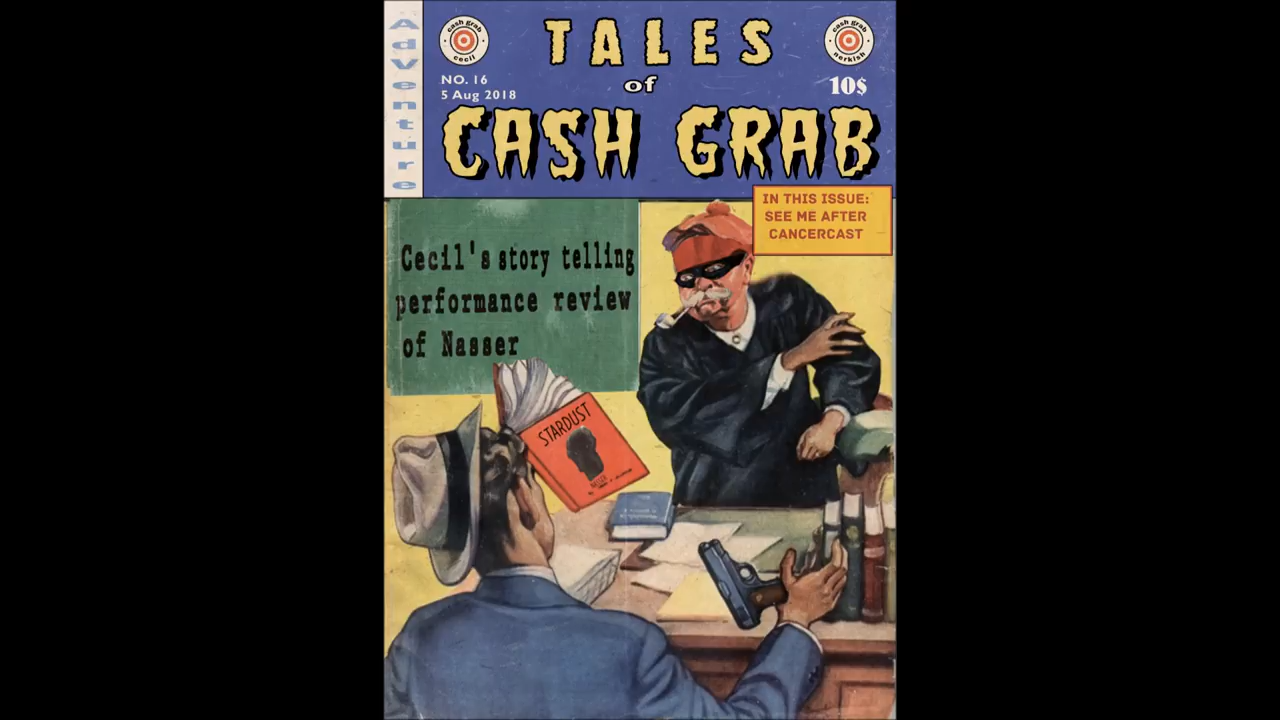 Adventure
cash grab
cecil
TALES
of
CASH GRAB
cash grab
nerkish
NO. 16
5 Aug 2018
10$
IN THIS ISSUE:
SEE ME AFTER
CANCERCAST
Cecil's story telling
performance review
of Nasser
STARDUST
NASSER